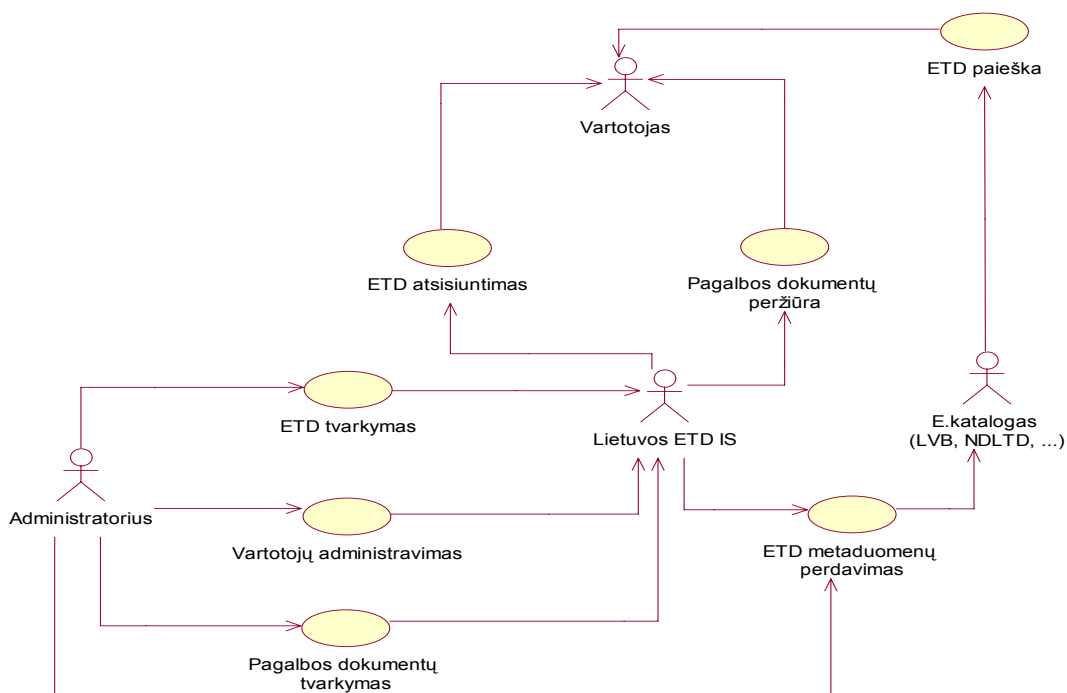 ETD paieška
Vartotojas
ETD atsisiuntimas
Pagalbos dokumentų
peržiūra
ETD tvarkymas
Lietuvos ETD IS
E.katalogas
(LVB, NDLTD, ...)
Administratorius
Vartotojų administravimas
ETD metaduomenų
perdavimas
Pagalbos dokumentų
tvarkymas